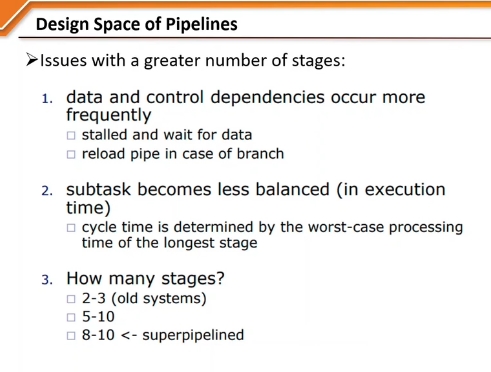 Design Space of Pipelines
➢Issues with a greater number of stages:
1. data and control dependencies occur more
frequently
□ stalled and wait for data
□ reload pipe in case of branch
2. subtask becomes less balanced (in execution
time)
□ cycle time is determined by the worst-case processing
time of the longest stage
3. How many stages?
□ 2-3 (old systems)
□ 5-10
□ 8-10 <- superpipelined